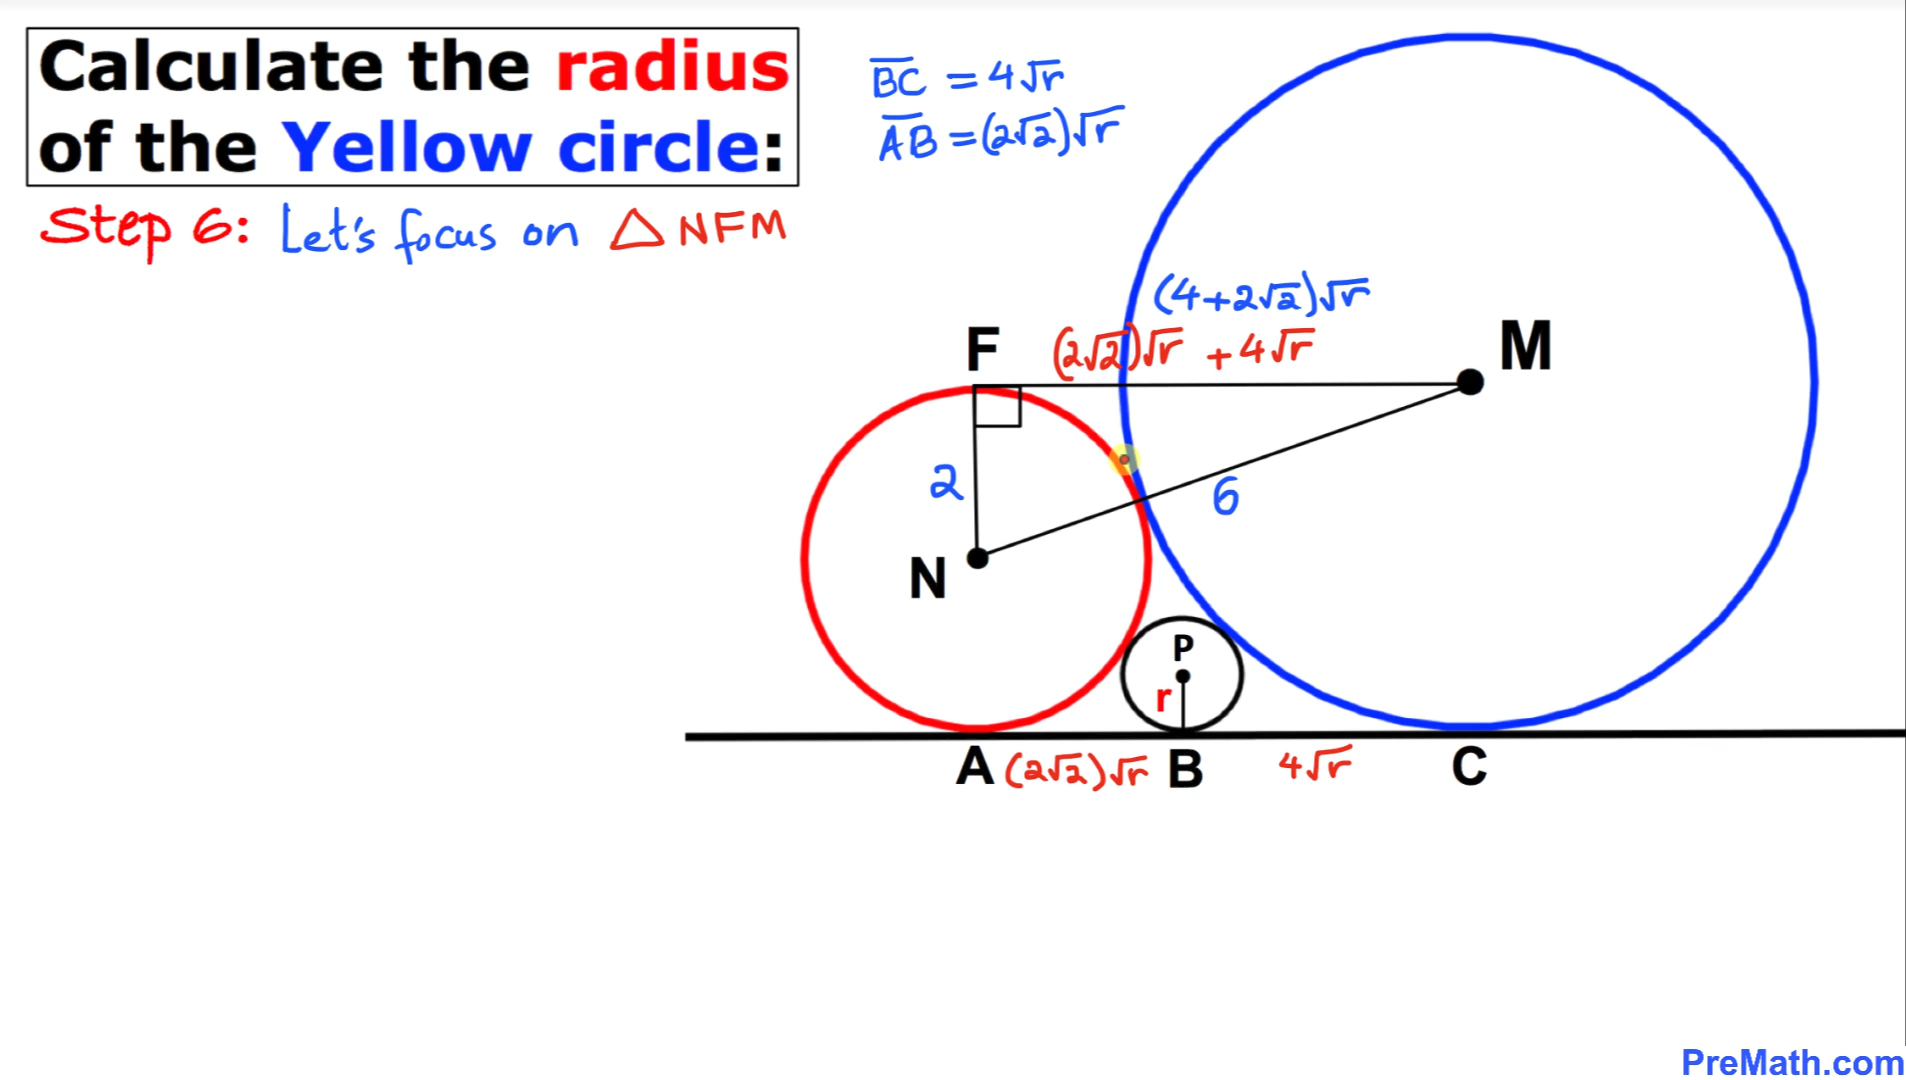 Calculate the radius
of the Yellow circle:
BC = 4√r
AB = (2√2)√r
Step 6: Let's focus on △ NFM
(4+2√2)√r
F (2√2)√r + 4√r M
2
6
N
P
r
A (2√2)√r B 4√r C
PreMath.com